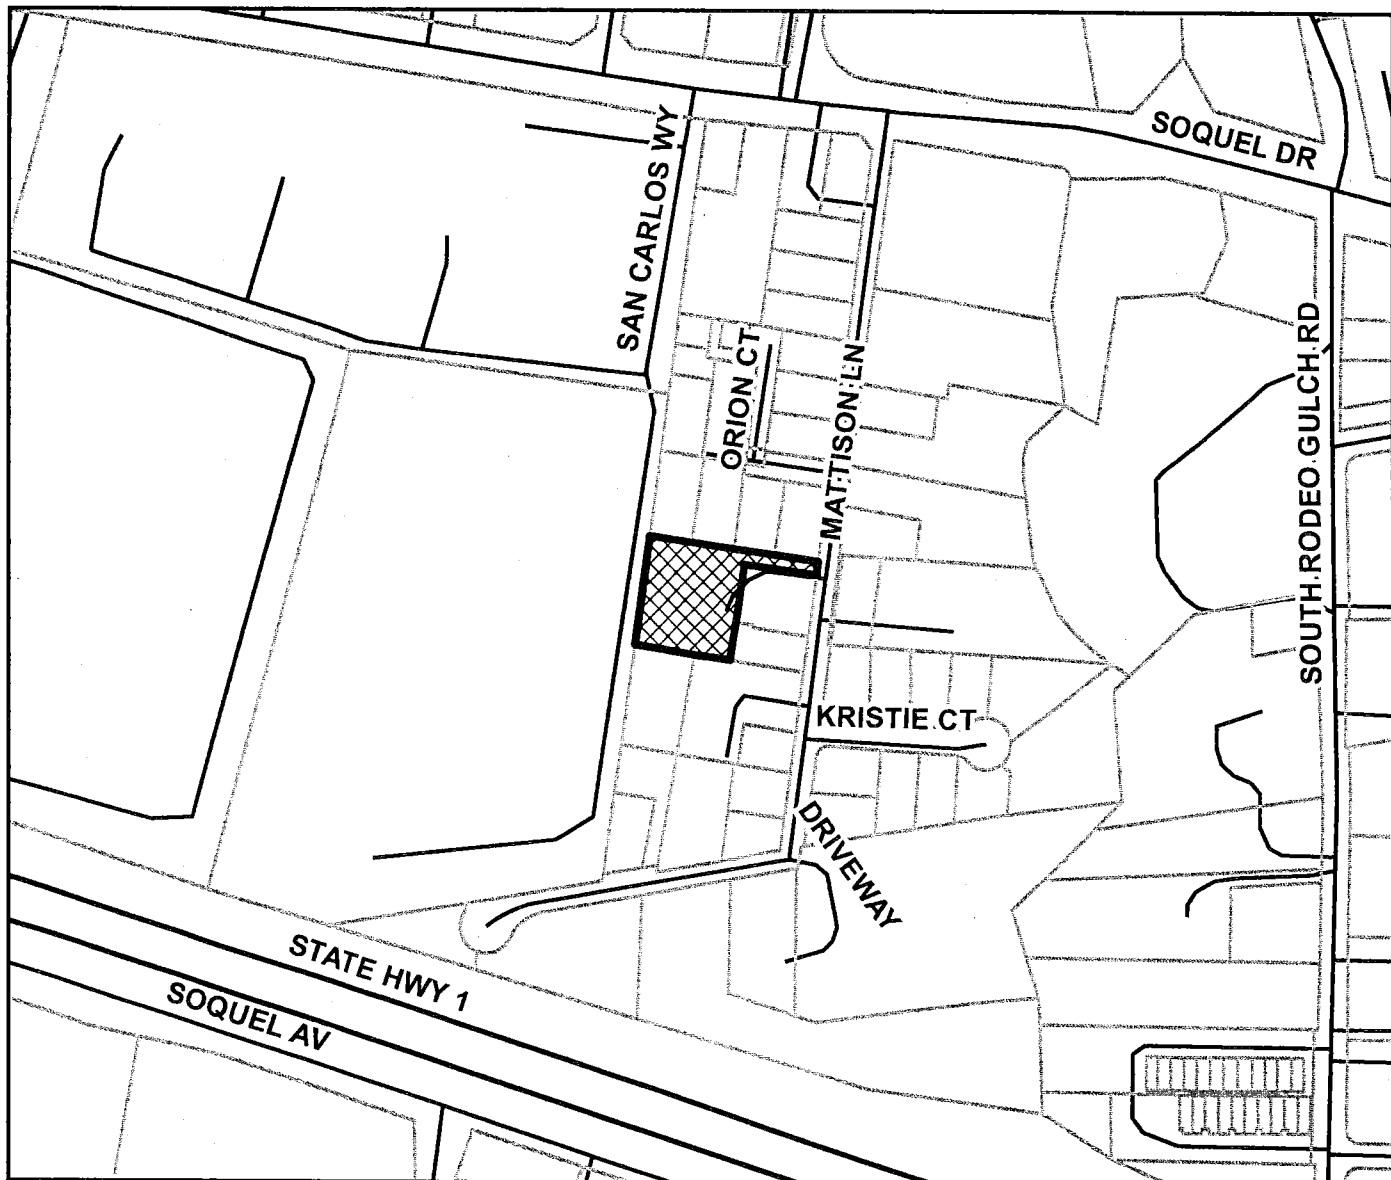 SOQUEL DR
SAN CARLOS WY
ORION CT
MATTISON LN
SOUTH RODEO GULCH RD
KRISTIE CT
DRIVEWAY
STATE HWY 1
SOQUEL AV